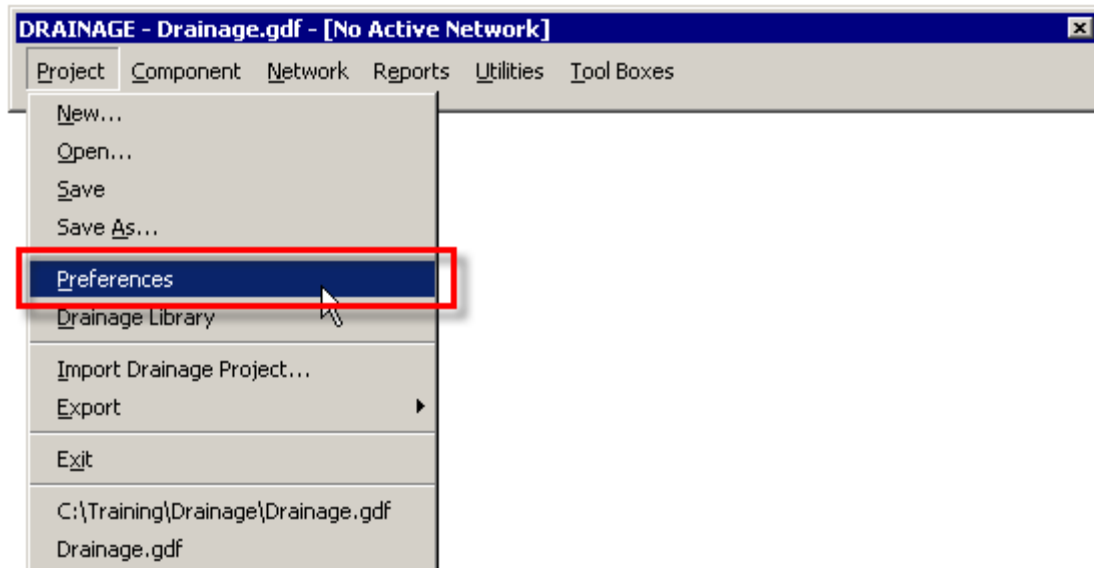 DRAINAGE - Drainage.gdf - [No Active Network]
Project Component Network Reports Utilities Tool Boxes
New...
Open...
Save
Save As...
Preferences
Drainage Library
Import Drainage Project...
Export
Exit
C:\Training\Drainage\Drainage.gdf
Drainage.gdf